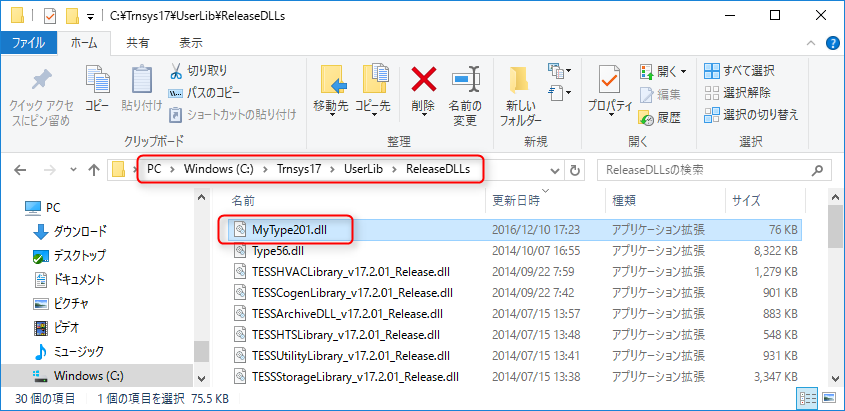 C:¥Trnsys17¥UserLib¥ReleaseDLLs
ファイル ホーム 共有 表示
クイック アクセスにピン留め
コピー
貼り付け
切り取り
パスのコピー
ショートカットの貼り付け
クリップボード
移動先
コピー先
削除
名前の変更
整理
新しいフォルダー
新規
プロパティ
開く
編集
履歴
開く
すべて選択
選択解除
選択の切り替え
選択
PC Windows (C:) Trnsys17 UserLib ReleaseDLLs
ReleaseDLLsの検索
PC
ダウンロード
デスクトップ
ドキュメント
ピクチャ
ビデオ
ミュージック
Windows (C:)
名前 更新日時 種類 サイズ
MyType201.dll 2016/12/10 17:23 アプリケーション拡張 76 KB
Type56.dll 2014/10/07 16:55 アプリケーション拡張 8,322 KB
TESSHVACLibrary_v17.2.01_Release.dll 2014/09/22 7:59 アプリケーション拡張 1,279 KB
TESSCogenLibrary_v17.2.01_Release.dll 2014/09/22 7:42 アプリケーション拡張 901 KB
TESSArchiveDLL_v17.2.01_Release.dll 2014/07/15 13:57 アプリケーション拡張 883 KB
TESSHTSLibrary_v17.2.01_Release.dll 2014/07/15 13:48 アプリケーション拡張 548 KB
TESSUtilityLibrary_v17.2.01_Release.dll 2014/07/15 13:41 アプリケーション拡張 931 KB
TESSStorageLibrary_v17.2.01_Release.dll 2014/07/15 13:38 アプリケーション拡張 3,347 KB
30 個の項目 1 個の項目を選択 75.5 KB